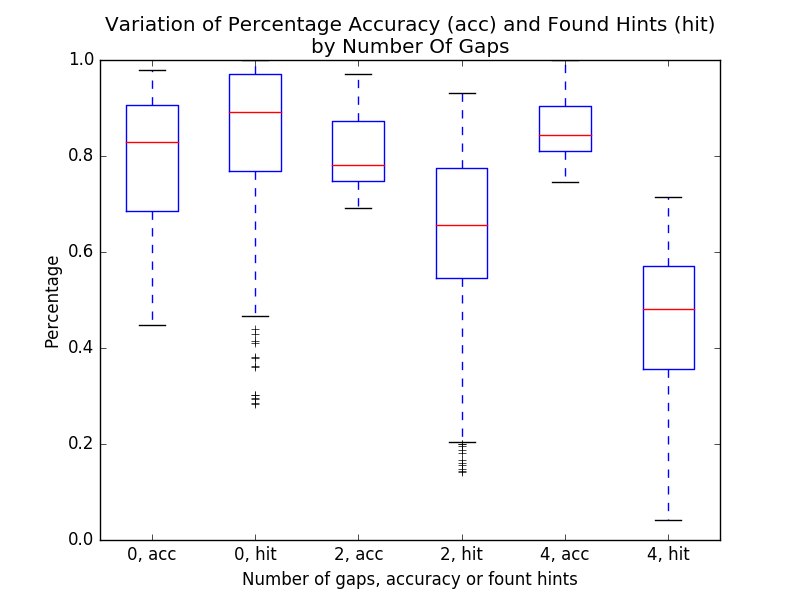 Variation of Percentage Accuracy (acc) and Found Hints (hit)
by Number Of Gaps
1.0
0.8
0.6
0.4
0.2
0.0
Percentage
0, acc
0, hit
2, acc
2, hit
4, acc
4, hit
Number of gaps, accuracy or fount hints